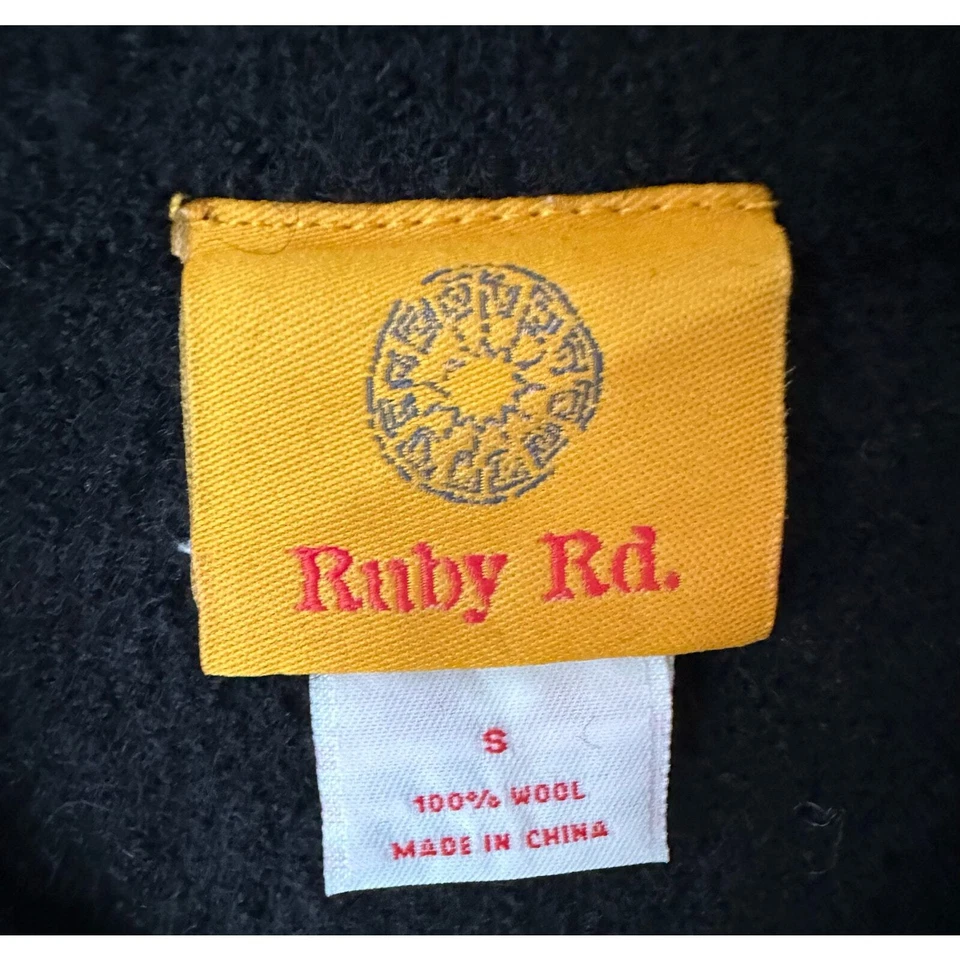 Ruby Rd.
S
100% WOOL
MADE IN CHINA